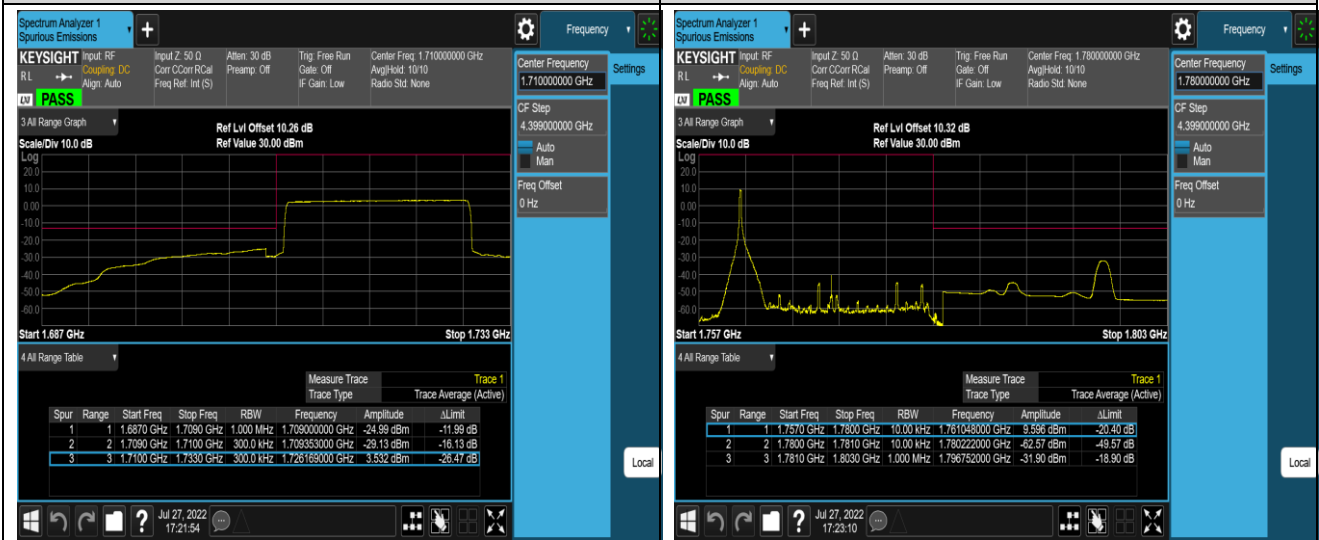 Spectrum Analyzer 1
Spurious Emissions
Frequency
KEYSIGHT
Input: RF
Coupling: DC
Align: Auto
Input Z: 50 Ω
Corr CCorr RCal
Freq Ref: Int (S)
Atten: 30 dB
Preamp: Off
Trig: Free Run
Gate: Off
IF Gain: Low
Center Freq: 1.710000000 GHz
Avg|Hold: 10/10
Radio Std: None
RL
LXI PASS
Center Frequency
1.710000000 GHz
Settings
CF Step
4.399000000 GHz
Auto
Man
Freq Offset
0 Hz
3 All Range Graph
Ref Lvl Offset 10.26 dB
Scale/Div 10.0 dB
Ref Value 30.00 dBm
Log
20.0
10.0
0.00
-10.0
-20.0
-30.0
-40.0
-50.0
-60.0
Start 1.687 GHz
Stop 1.733 GHz
4 All Range Table
Measure Trace Trace 1
Trace Type Trace Average (Active)
Spur Range Start Freq Stop Freq RBW Frequency Amplitude ΔLimit
1 1 1.6870 GHz 1.7090 GHz 1.000 MHz 1.709000000 GHz -24.99 dBm -11.99 dB
2 2 1.7090 GHz 1.7100 GHz 300.0 kHz 1.709353000 GHz -29.13 dBm -16.13 dB
3 3 1.7100 GHz 1.7330 GHz 300.0 kHz 1.726169000 GHz 3.532 dBm -26.47 dB
Local
?
Jul 27, 2022
17:21:54
Spectrum Analyzer 1
Spurious Emissions
Frequency
KEYSIGHT
Input: RF
Coupling: DC
Align: Auto
Input Z: 50 Ω
Corr CCorr RCal
Freq Ref: Int (S)
Atten: 30 dB
Preamp: Off
Trig: Free Run
Gate: Off
IF Gain: Low
Center Freq: 1.780000000 GHz
Avg|Hold: 10/10
Radio Std: None
RL
LXI PASS
Center Frequency
1.780000000 GHz
Settings
CF Step
4.399000000 GHz
Auto
Man
Freq Offset
0 Hz
3 All Range Graph
Ref Lvl Offset 10.32 dB
Scale/Div 10.0 dB
Ref Value 30.00 dBm
Log
20.0
10.0
0.00
-10.0
-20.0
-30.0
-40.0
-50.0
-60.0
Start 1.757 GHz
Stop 1.803 GHz
4 All Range Table
Measure Trace Trace 1
Trace Type Trace Average (Active)
Spur Range Start Freq Stop Freq RBW Frequency Amplitude ΔLimit
1 1 1.7570 GHz 1.7800 GHz 10.00 kHz 1.761048000 GHz 9.596 dBm -20.40 dB
2 2 1.7800 GHz 1.7810 GHz 10.00 kHz 1.780222000 GHz -62.57 dBm -49.57 dB
3 3 1.7810 GHz 1.8030 GHz 1.000 MHz 1.796752000 GHz -31.90 dBm -18.90 dB
Local
?
Jul 27, 2022
17:23:10